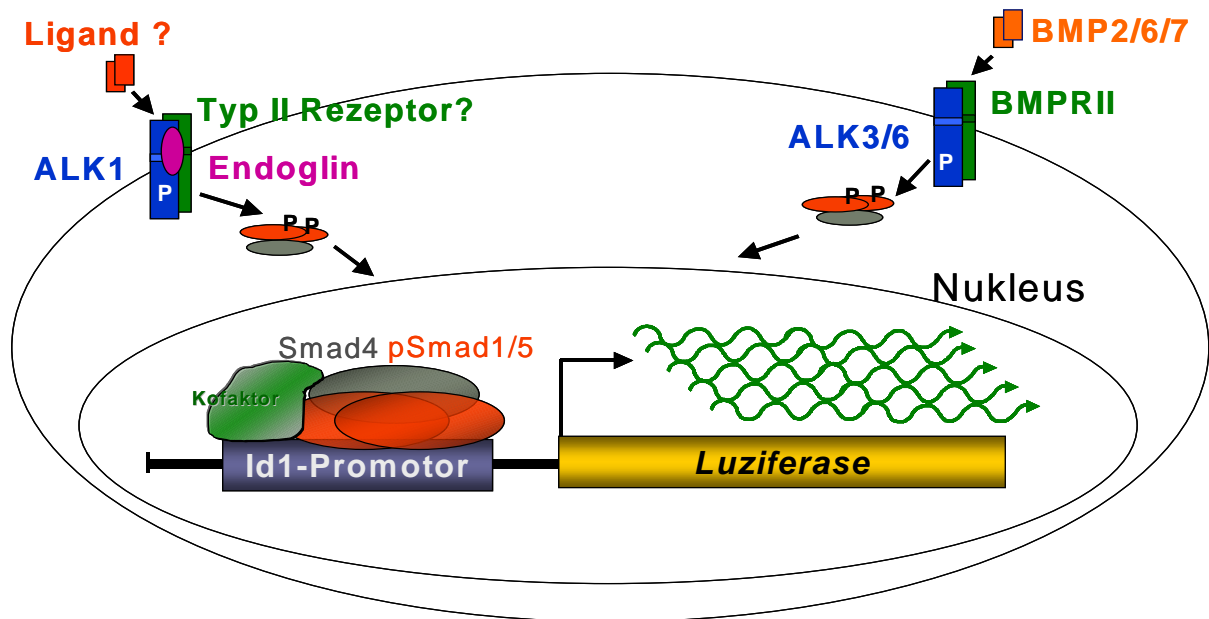 Ligand ?
BMP2/6/7
Typ II Rezeptor?
BMPRII
ALK3/6
ALK1
Endoglin
P
P
P P
P P
Nukleus
Smad4 pSmad1/5
Kofaktor
Id1-Promotor
Luziferase